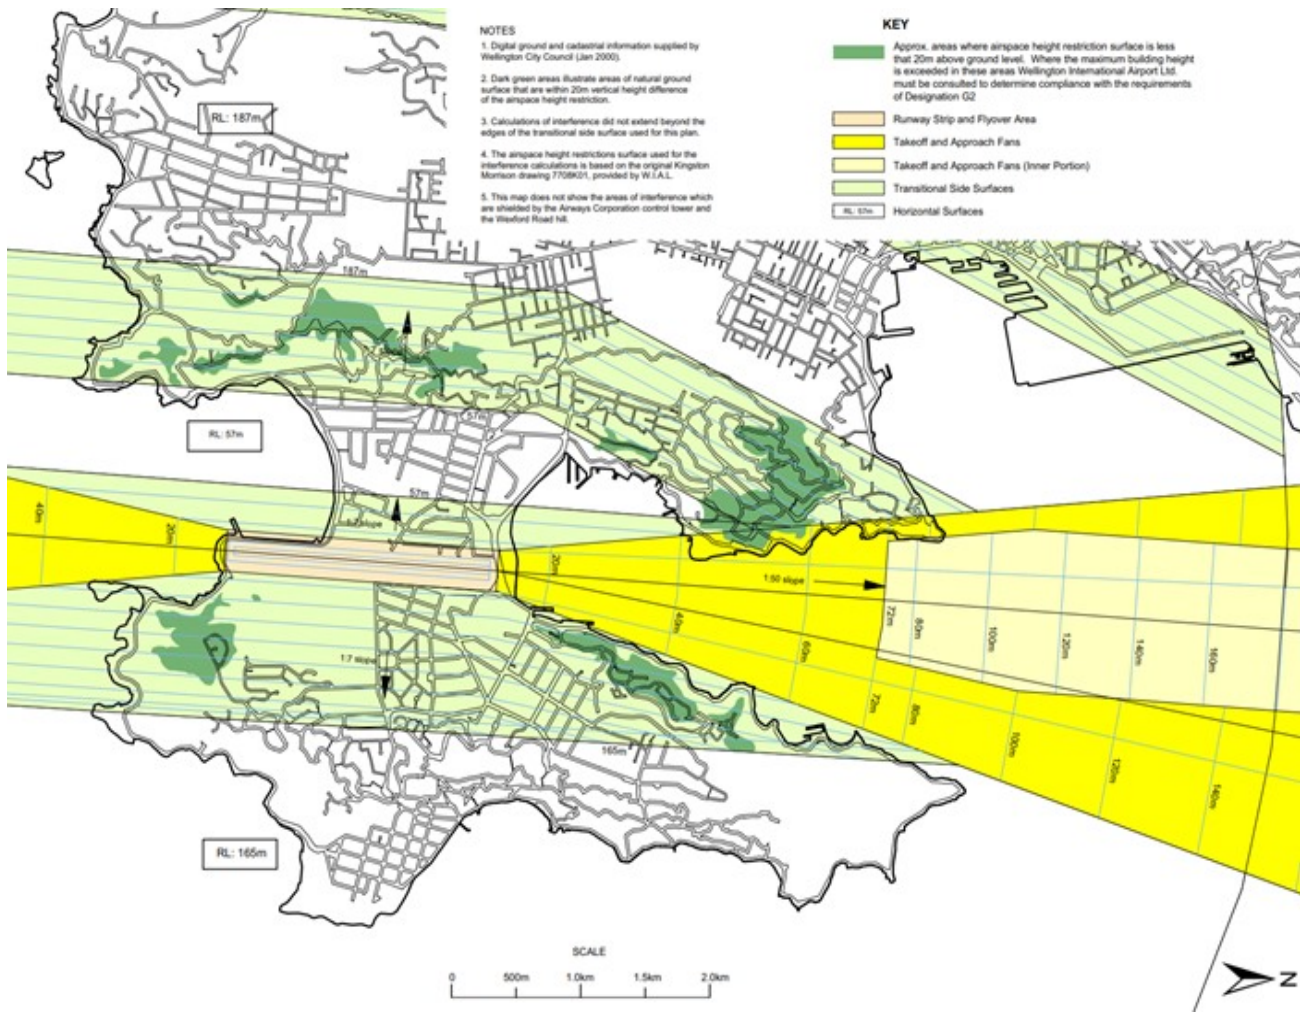 NOTES
1. Digital ground and cadastrial information supplied by
Wellington City Council (Jan 2000).
2. Dark green areas illustrate areas of natural ground
surface that are within 20m vertical height difference
of the airspace height restriction.
3. Calculations of interference did not extend beyond the
edges of the transitional side surface used for this plan.
4. The airspace height restrictions surface used for the
interference calculations is based on the original Kingston
Morrison drawing 7708K01, provided by W.I.A.L.
5. This map does not show the areas of interference which
are shielded by the Airways Corporation control tower and
the Wexford Road hill.
KEY
Approx. areas where airspace height restriction surface is less
that 20m above ground level. Where the maximum building height
is exceeded in these areas Wellington International Airport Ltd.
must be consulted to determine compliance with the requirements
of Designation G2
Runway Strip and Flyover Area
Takeoff and Approach Fans
Takeoff and Approach Fans (Inner Portion)
Transitional Side Surfaces
RL: 57m
Horizontal Surfaces
RL: 187m
187m
57m
RL: 57m
57m
1:7 slope
40m
20m
20m
1:50 slope
40m
60m
72m
80m
100m
120m
140m
160m
72m
80m
100m
120m
140m
1:7 slope
165m
RL: 165m
SCALE
0 500m 1.0km 1.5km 2.0km
N